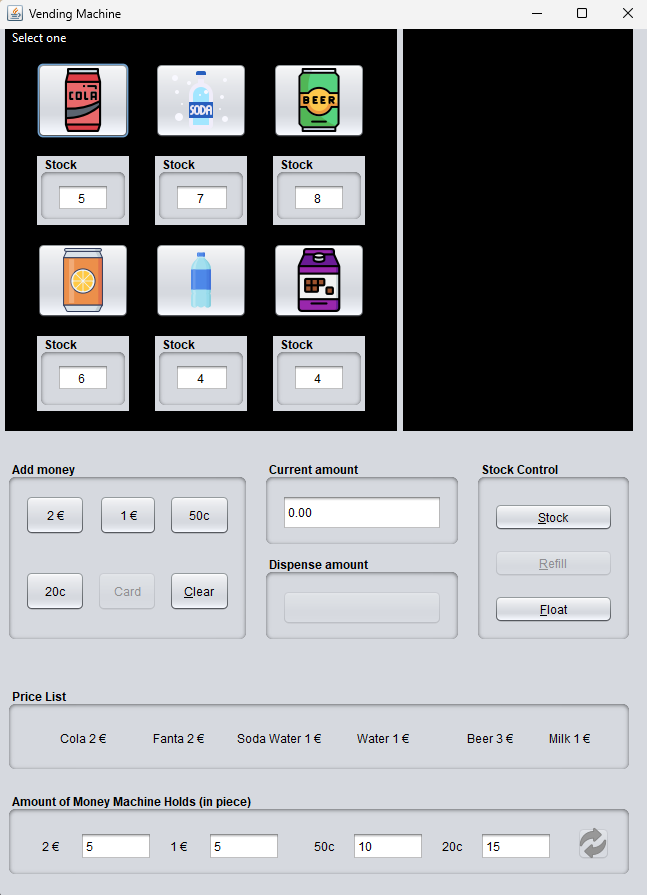 Vending Machine
Select one
COLA SODA BEER
Stock Stock Stock
5 7 8
Stock Stock Stock
6 4 4
Add money Current amount Stock Control
2 € 1 € 50c 0.00 Stock
Dispense amount Refill
20c Card Clear Float
Price List
Cola 2 € Fanta 2 € Soda Water 1 € Water 1 € Beer 3 € Milk 1 €
Amount of Money Machine Holds (in piece)
2 € 5 1 € 5 50c 10 20c 15